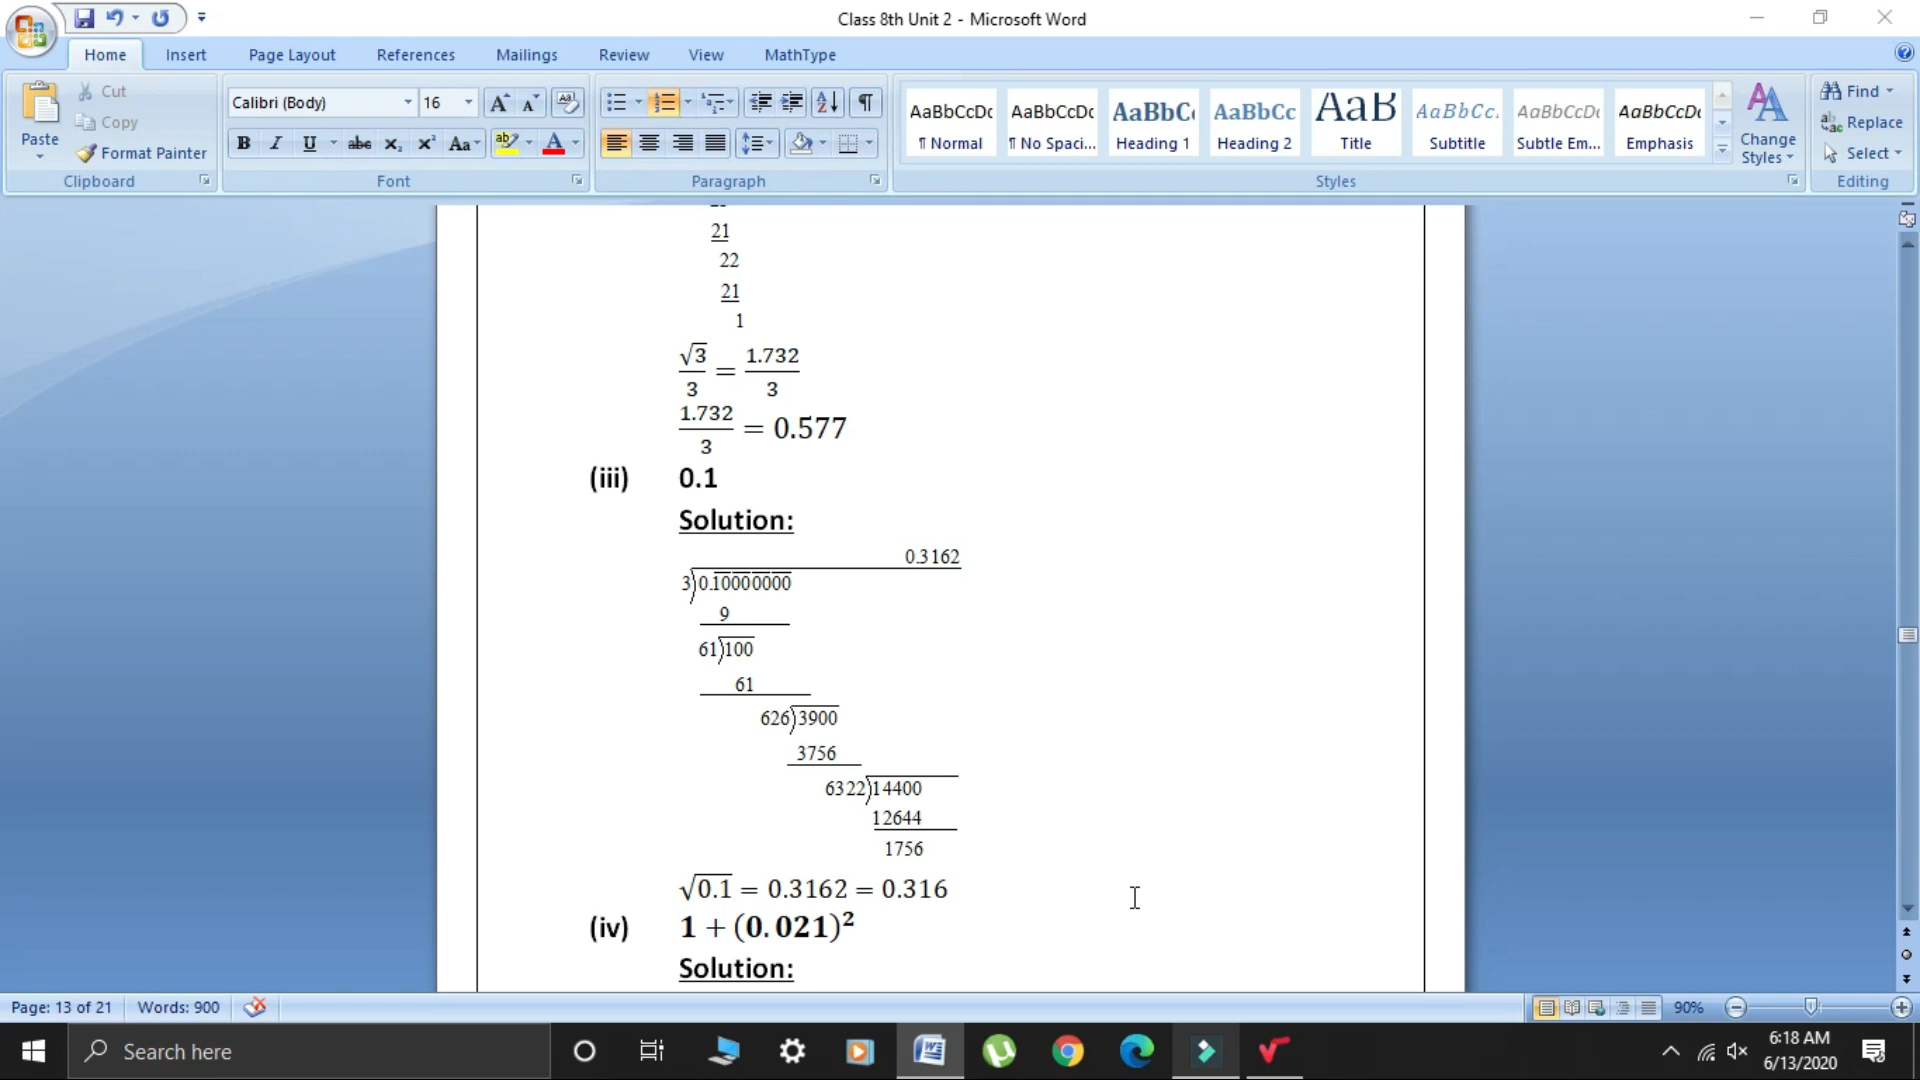 Class 8th Unit 2 - Microsoft Word
Home Insert Page Layout References Mailings Review View MathType
Paste
Cut
Copy
Format Painter
Clipboard
Calibri (Body) 16
B I U abc X₂ X² Aa
Font
Paragraph
AaBbCcDc AaBbCcDc AaBbC AaBbCc AaB AaBbCc. AaBbCcDc AaBbCcDc
¶ Normal ¶ No Spaci... Heading 1 Heading 2 Title Subtitle Subtle Em... Emphasis
Change Styles
Styles
Find
Replace
Select
Editing
21
22
21
1
√3/3 = 1.732/3
1.732/3 = 0.577
(iii) 0.1
Solution:
0.3162
3)0.10000000
9
61)100
61
626)3900
3756
6322)14400
12644
1756
√0.1 = 0.3162 = 0.316
(iv) 1 + (0.021)²
Solution:
Page: 13 of 21 Words: 900 90%
Search here
6:18 AM
6/13/2020